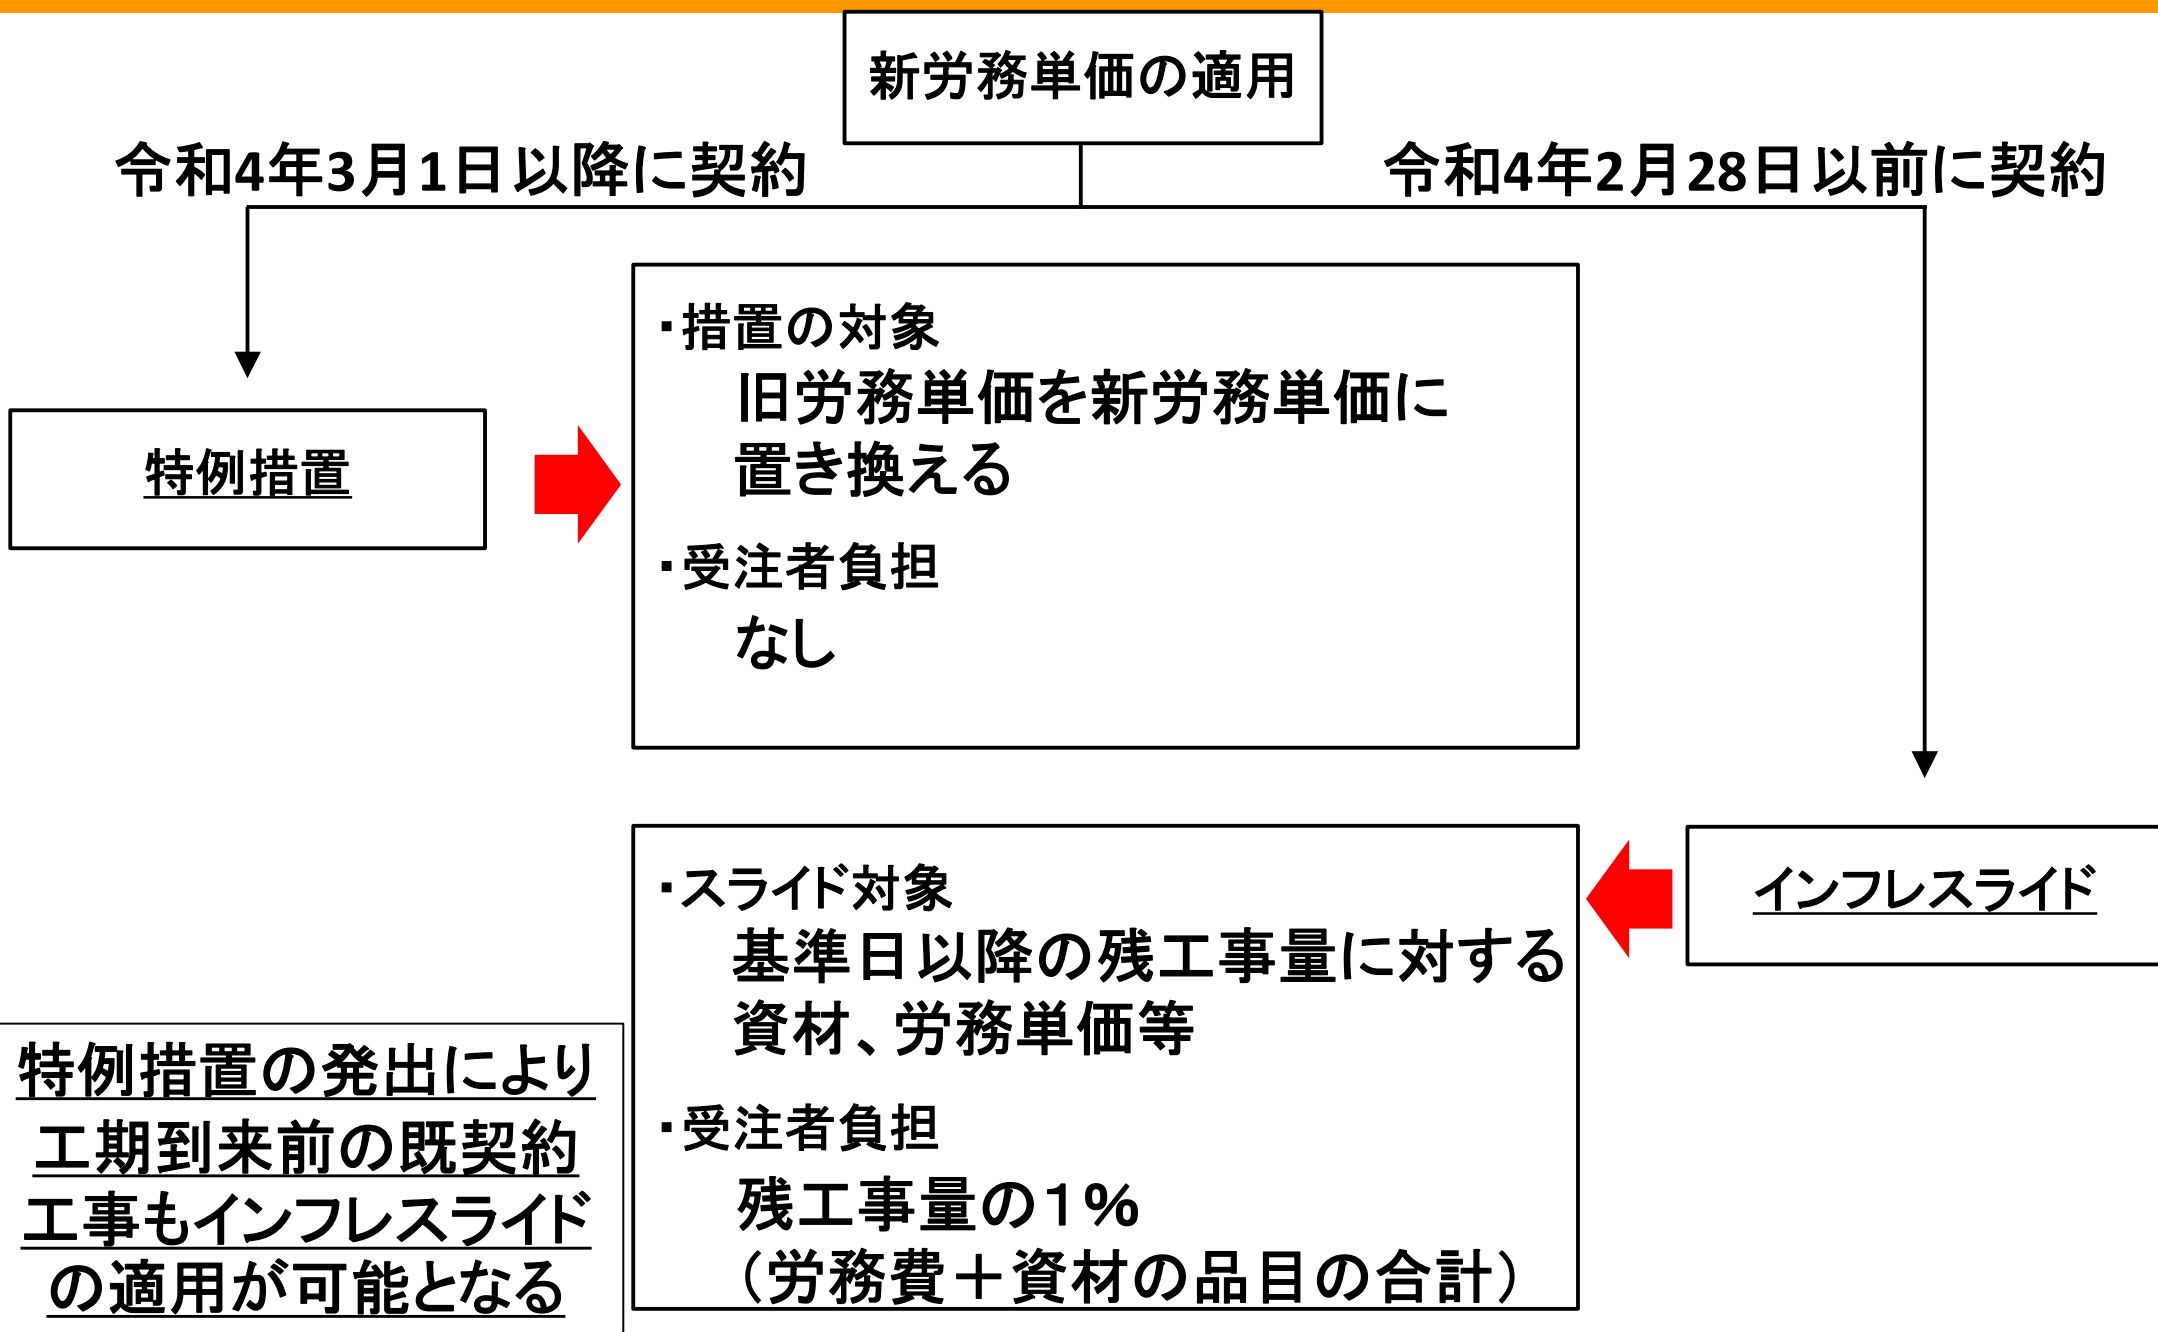 新労務単価の適用
令和4年3月1日以降に契約
令和4年2月28日以前に契約
特例措置
・措置の対象
旧労務単価を新労務単価に
置き換える
・受注者負担
なし
インフレスライド
・スライド対象
基準日以降の残工事量に対する
資材、労務単価等
・受注者負担
残工事量の１％
（労務費＋資材の品目の合計）
特例措置の発出により
工期到来前の既契約
工事もインフレスライド
の適用が可能となる